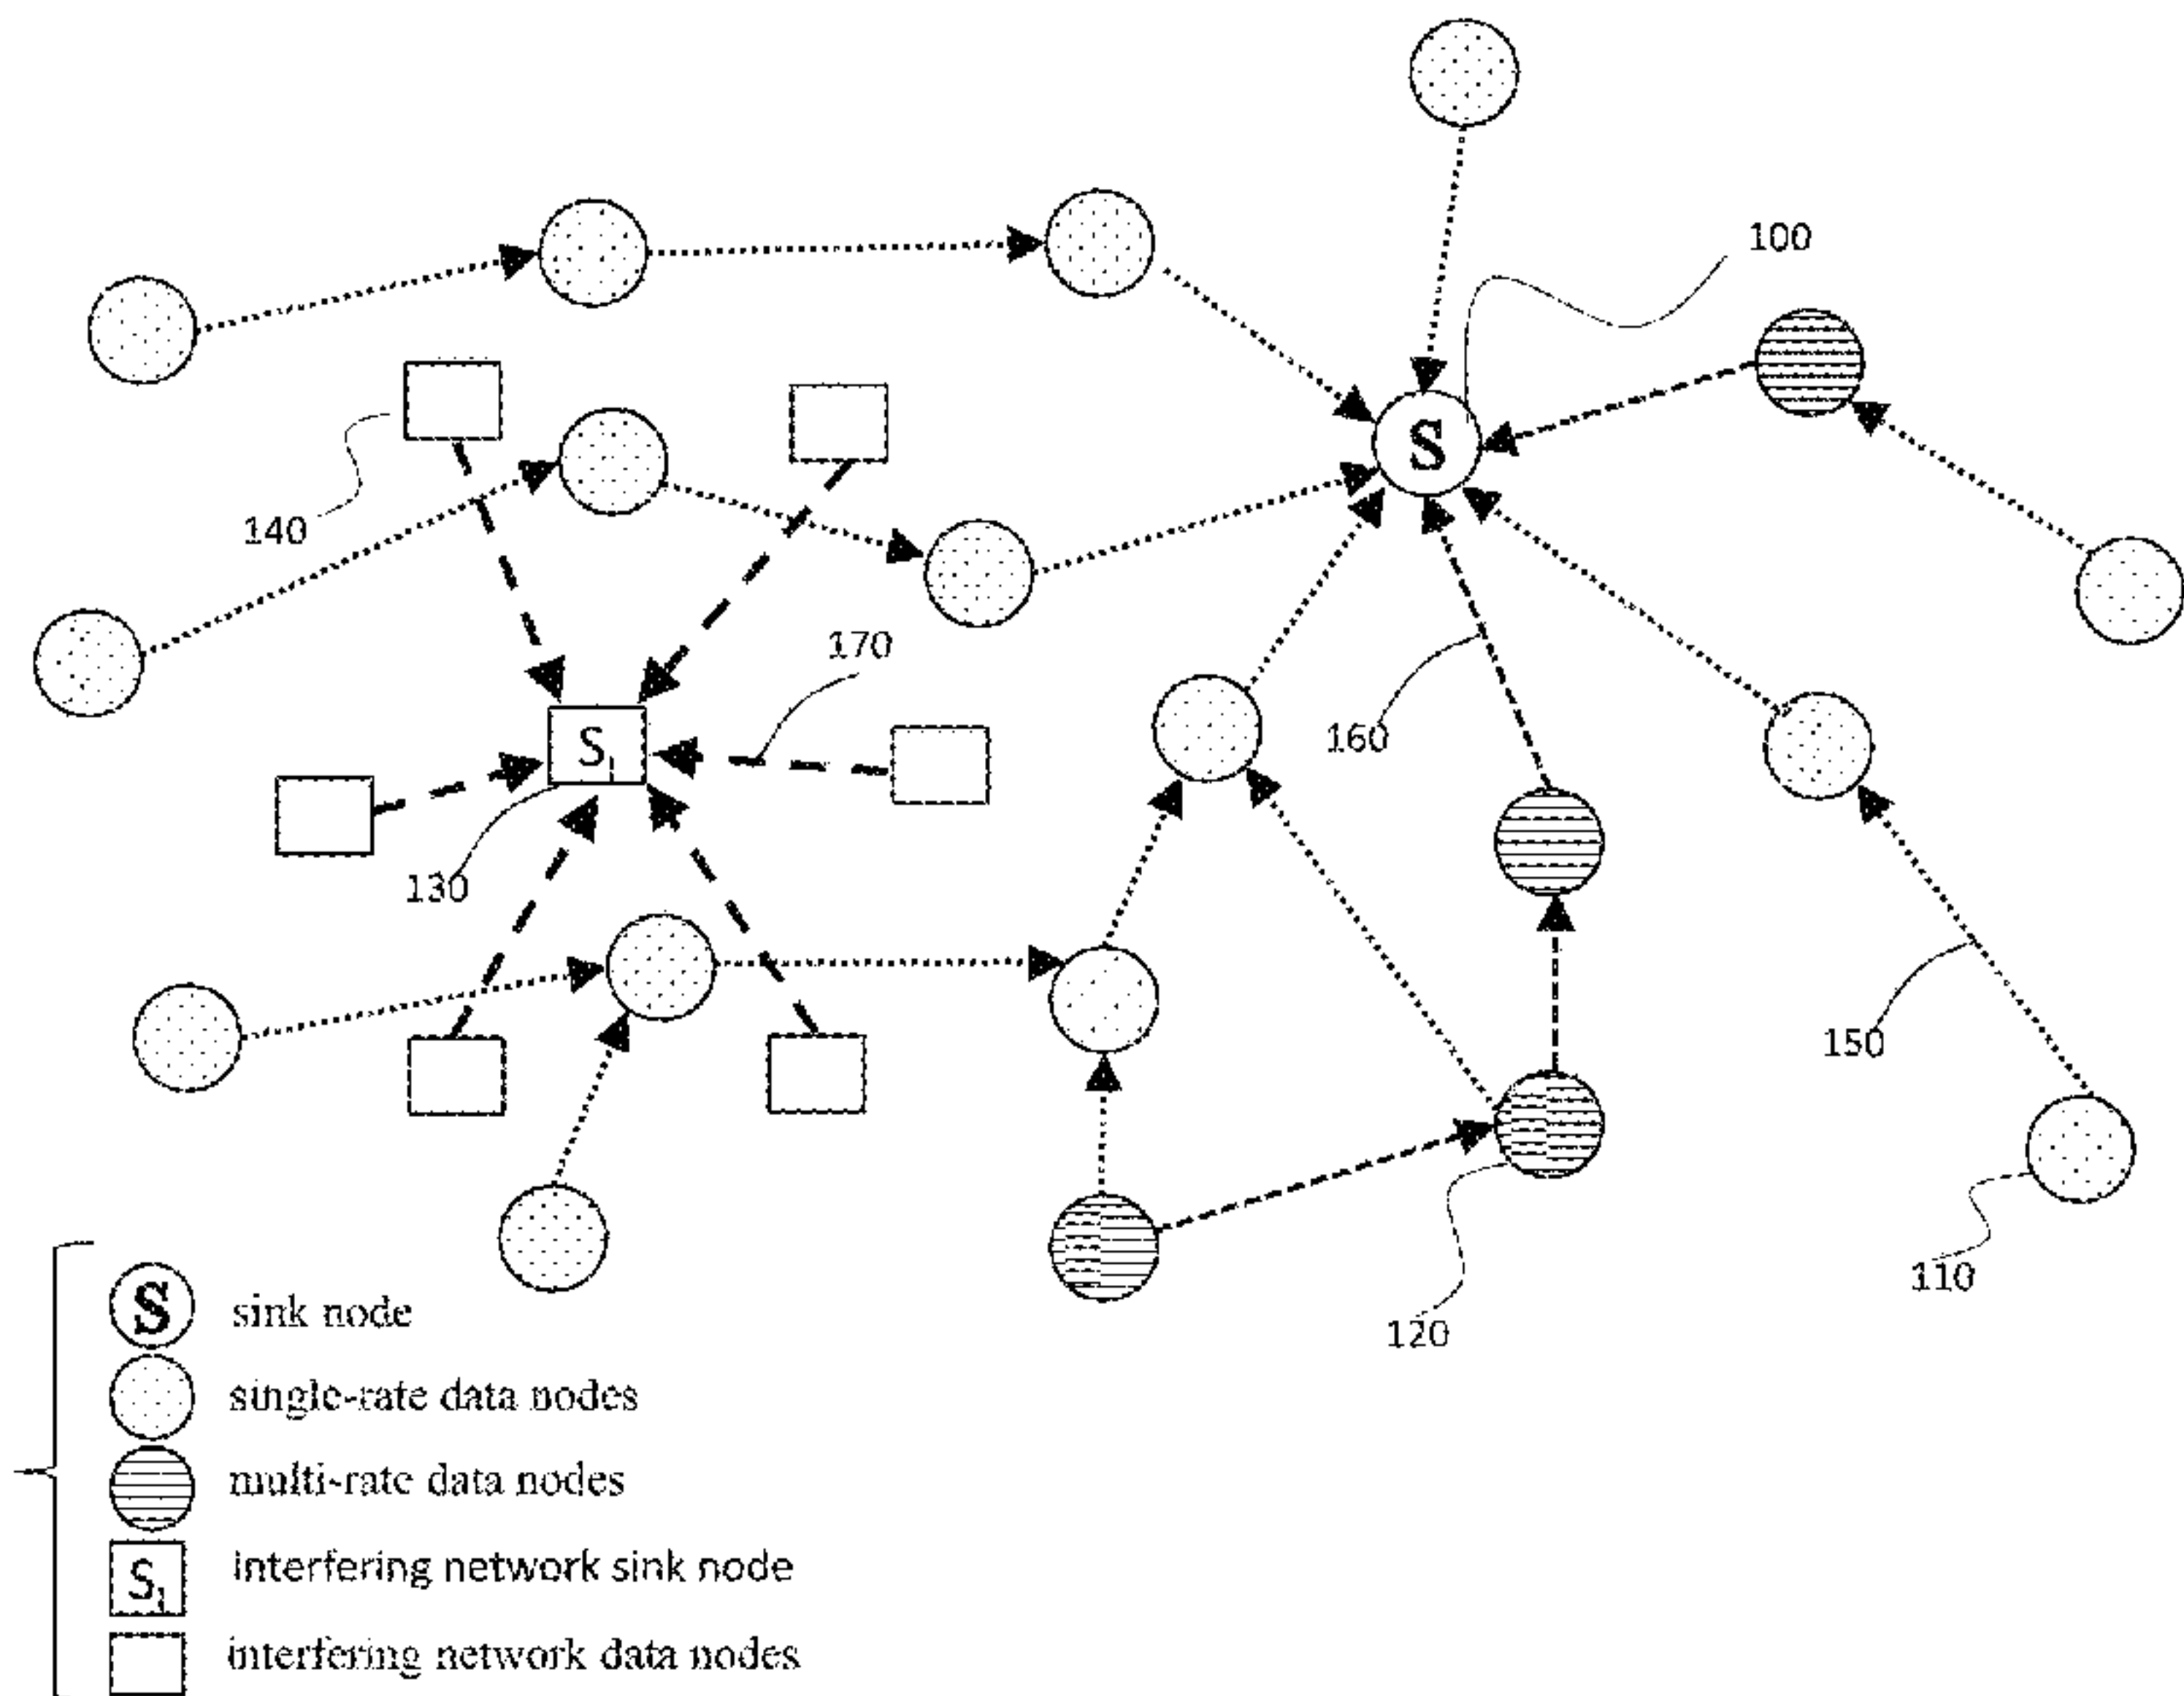 100
S
140
170
160
S₁
130
150
120
110
S sink node
single-rate data nodes
multi-rate data nodes
S₁ interfering network sink node
interfering network data nodes